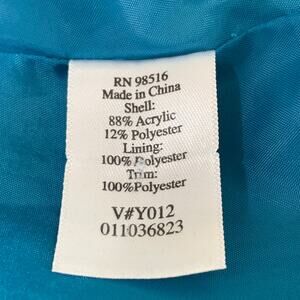 RN 98516
Made in China
Shell:
88% Acrylic
12% Polyester
Lining:
100% Polyester
Trim:
100%Polyester
V#Y012
011036823